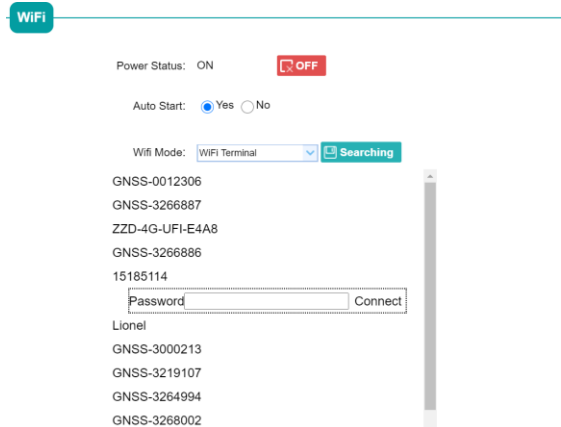 WiFi
Power Status: ON OFF
Auto Start: Yes No
Wifi Mode: WiFi Terminal Searching
GNSS-0012306
GNSS-3266887
ZZD-4G-UFI-E4A8
GNSS-3266886
15185114
Password Connect
Lionel
GNSS-3000213
GNSS-3219107
GNSS-3264994
GNSS-3268002